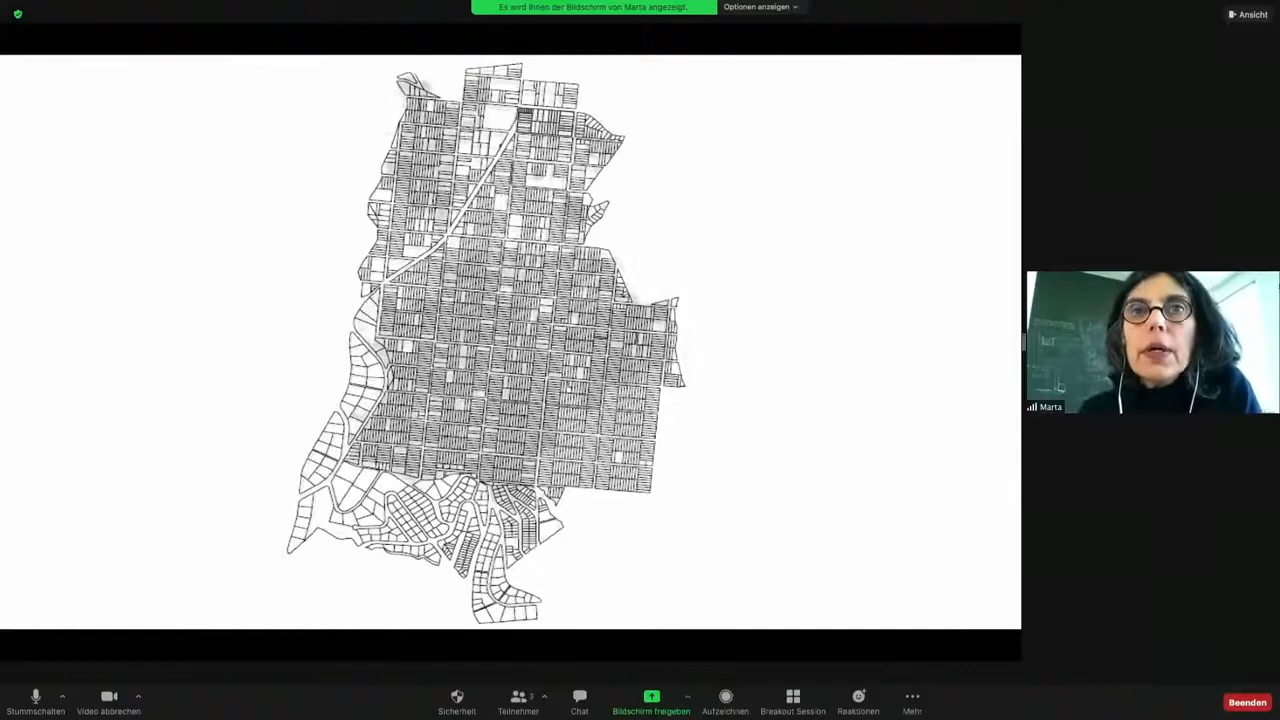 Es wird Ihnen der Bildschirm von Marta angezeigt.
Optionen anzeigen
Ansicht
Marta
Stummschalten
Video abbrechen
Sicherheit
3
Teilnehmer
Chat
Bildschirm freigeben
Aufzeichnen
Breakout Session
Reaktionen
Mehr
Beenden